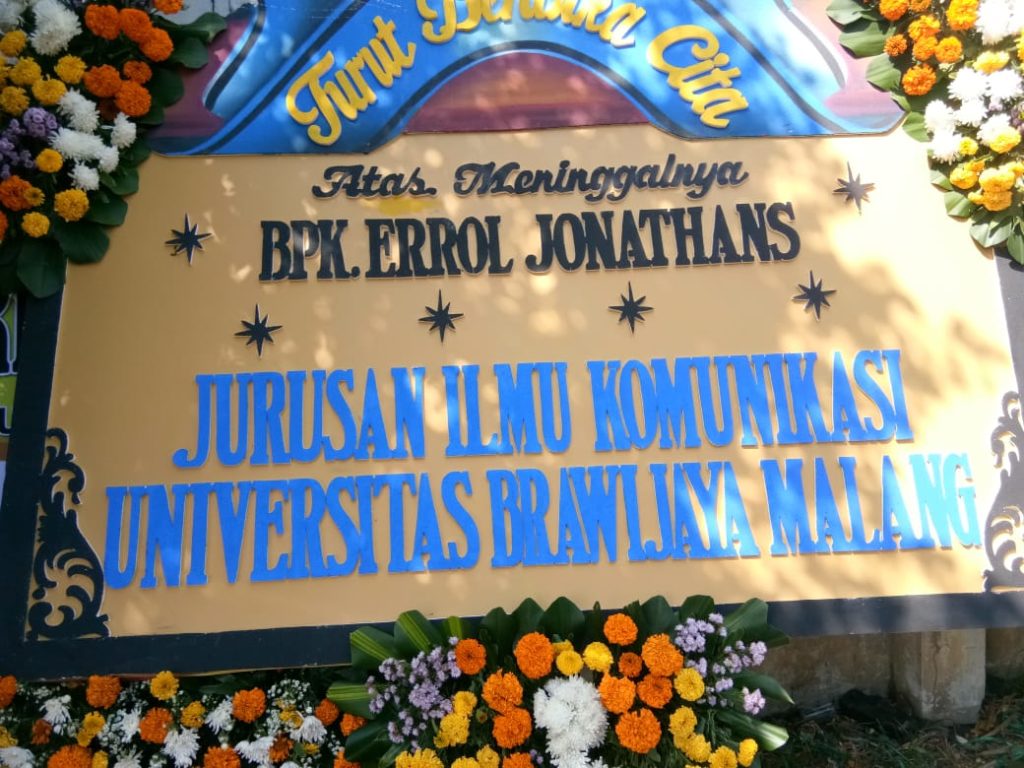 Turut Berduka Cita
Atas Meninggalnya
BPK. ERROL JONATHANS
JURUSAN ILMU KOMUNIKASI
UNIVERSITAS BRAWIJAYA MALANG